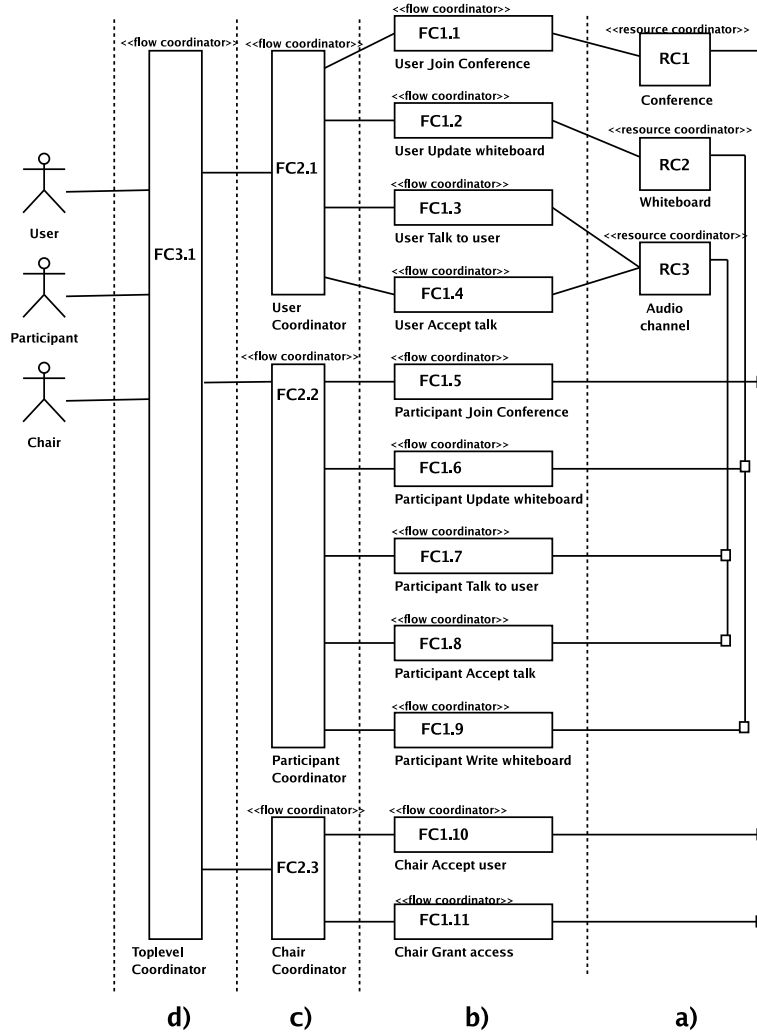 <<flow coordinator>>
FC1.1
User Join Conference
<<resource coordinator>>
RC1
Conference
<<flow coordinator>>
<<flow coordinator>>
<<flow coordinator>>
FC1.2
User Update whiteboard
<<resource coordinator>>
RC2
Whiteboard
FC2.1
<<flow coordinator>>
FC1.3
User Talk to user
<<resource coordinator>>
RC3
Audio
channel
User
FC3.1
<<flow coordinator>>
FC1.4
User Accept talk
User
Coordinator
Participant
<<flow coordinator>>
FC2.2
<<flow coordinator>>
FC1.5
Participant Join Conference
Chair
<<flow coordinator>>
FC1.6
Participant Update whiteboard
<<flow coordinator>>
FC1.7
Participant Talk to user
<<flow coordinator>>
FC1.8
Participant Accept talk
<<flow coordinator>>
FC1.9
Participant Write whiteboard
Participant
Coordinator
<<flow coordinator>>
FC2.3
<<flow coordinator>>
FC1.10
Chair Accept user
<<flow coordinator>>
FC1.11
Chair Grant access
Toplevel
Coordinator
Chair
Coordinator
d)
c)
b)
a)